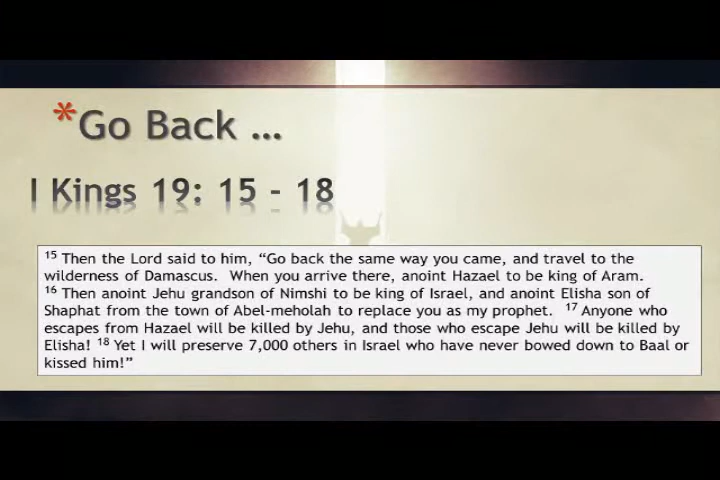 *Go Back ...
I Kings 19: 15 - 18
15 Then the Lord said to him, “Go back the same way you came, and travel to the
wilderness of Damascus.  When you arrive there, anoint Hazael to be king of Aram.
16 Then anoint Jehu grandson of Nimshi to be king of Israel, and anoint Elisha son of
Shaphat from the town of Abel-meholah to replace you as my prophet.  17 Anyone who
escapes from Hazael will be killed by Jehu, and those who escape Jehu will be killed by
Elisha! 18 Yet I will preserve 7,000 others in Israel who have never bowed down to Baal or
kissed him!”